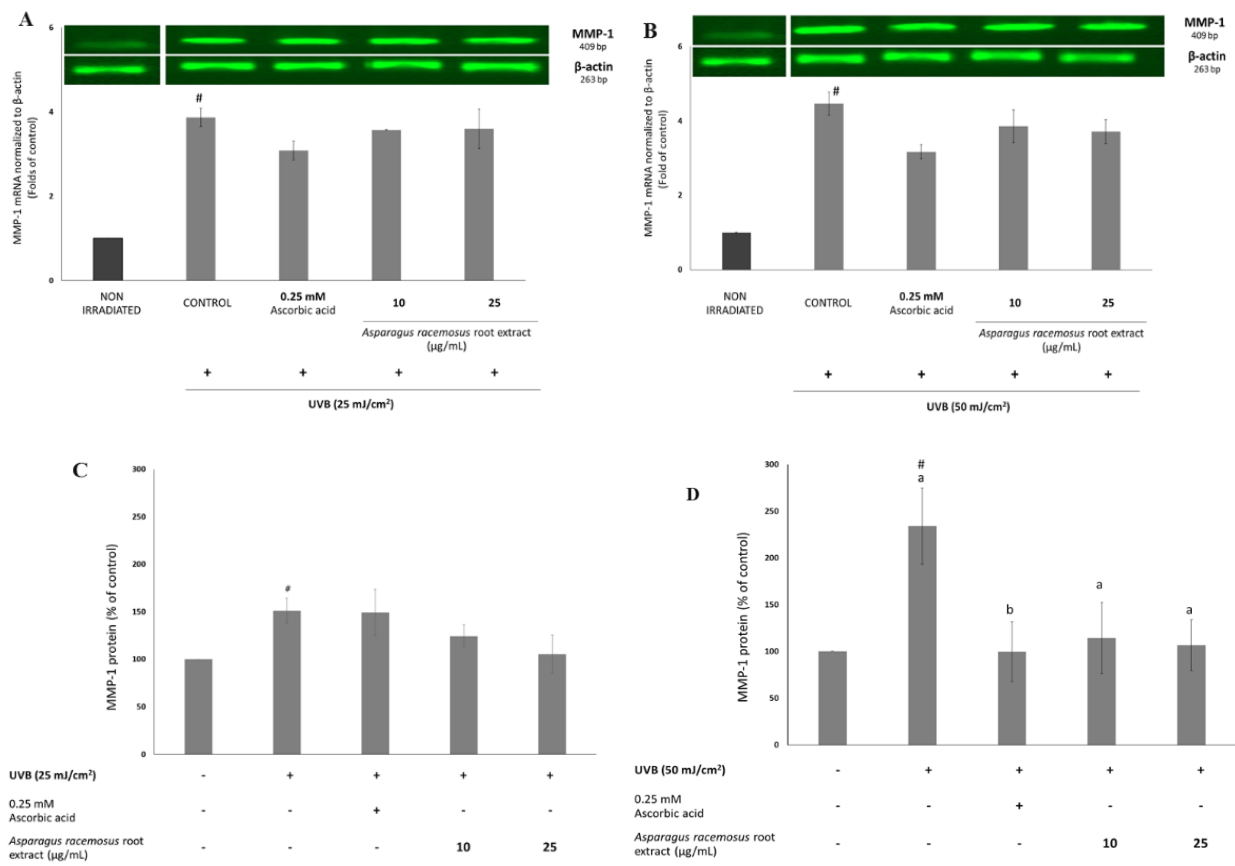 A
MMP-1
409 bp
β-actin
263 bp
6
4
2
0
MMP-1 mRNA normalized to β-actin
(Folds of control)
#
NON
IRRADIATED
CONTROL
0.25 mM
Ascorbic acid
10
25
Asparagus racemosus root extract
(μg/mL)
+ + + +
UVB (25 mJ/cm²)
B
MMP-1
409 bp
β-actin
263 bp
6
4
2
0
MMP-1 mRNA normalized to β-actin
(Fold of control)
#
NON
IRRADIATED
CONTROL
0.25 mM
Ascorbic acid
10
25
Asparagus racemosus root extract
(μg/mL)
+ + + +
UVB (50 mJ/cm²)
C
300
250
200
150
100
50
0
MMP-1 protein (% of control)
#
UVB (25 mJ/cm²) - + + + +
0.25 mM
Ascorbic acid - - + - -
Asparagus racemosus root
extract (μg/mL) - - - 10 25
D
300
250
200
150
100
50
0
MMP-1 protein (% of control)
#
a
b
a
a
UVB (50 mJ/cm²) - + + + +
0.25 mM
Ascorbic acid - - + - -
Asparagus racemosus root
extract (μg/mL) - - - 10 25